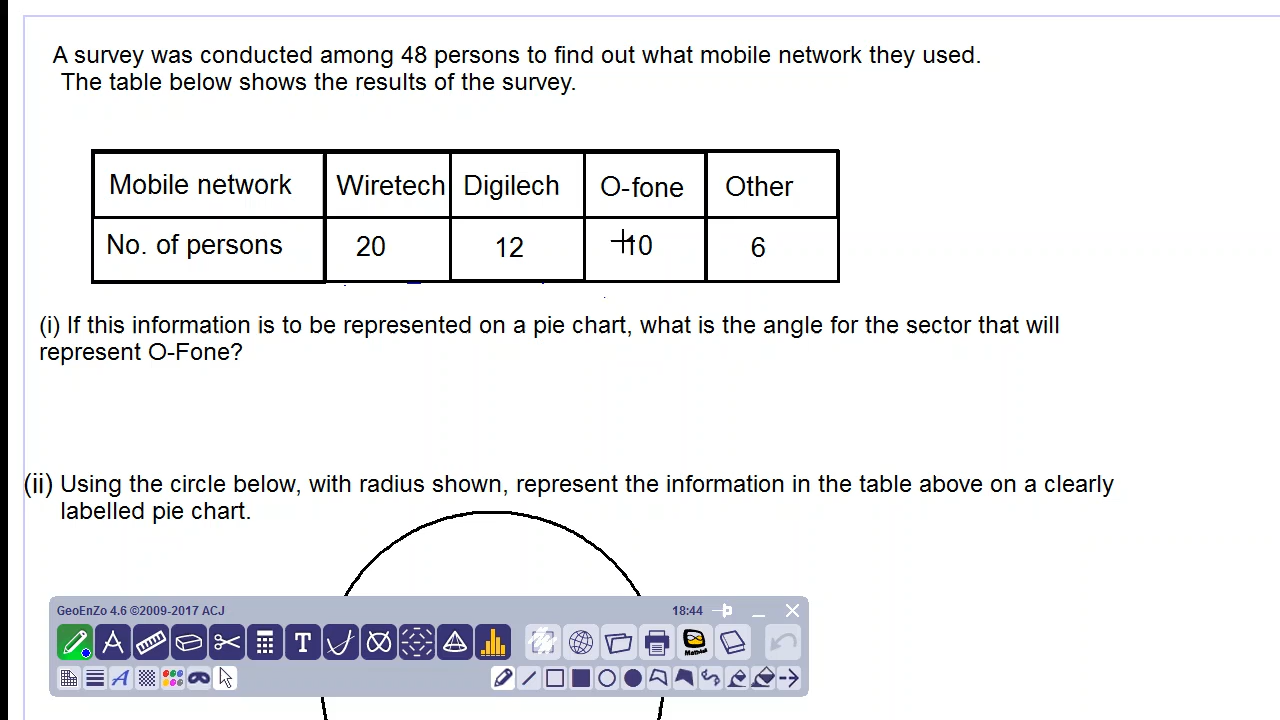 A survey was conducted among 48 persons to find out what mobile network they used.
The table below shows the results of the survey.
Mobile network Wiretech Digilech O-fone Other
No. of persons 20 12 10 6
(i) If this information is to be represented on a pie chart, what is the angle for the sector that will
represent O-Fone?
(ii) Using the circle below, with radius shown, represent the information in the table above on a clearly
labelled pie chart.
GeoEnZo 4.6 ©2009-2017 ACJ 18:44